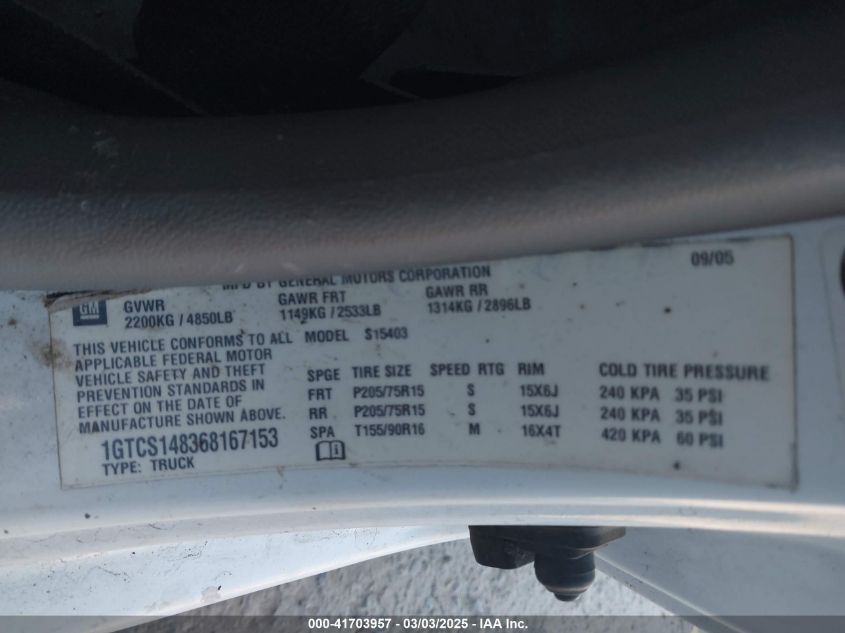 MFD BY GENERAL MOTORS CORPORATION 09/05
GM GVWR GAWR FRT GAWR RR
2200KG / 4850LB 1149KG / 2533LB 1314KG / 2896LB
THIS VEHICLE CONFORMS TO ALL MODEL S15403
APPLICABLE FEDERAL MOTOR
VEHICLE SAFETY AND THEFT
PREVENTION STANDARDS IN
EFFECT ON THE DATE OF
MANUFACTURE SHOWN ABOVE.
1GTCS148368167153
TYPE: TRUCK
SPGE TIRE SIZE SPEED RTG RIM COLD TIRE PRESSURE
FRT P205/75R15 S 15X6J 240 KPA 35 PSI
RR P205/75R15 S 15X6J 240 KPA 35 PSI
SPA T155/90R16 M 16X4T 420 KPA 60 PSI
000-41703957 - 03/03/2025 - IAA Inc.